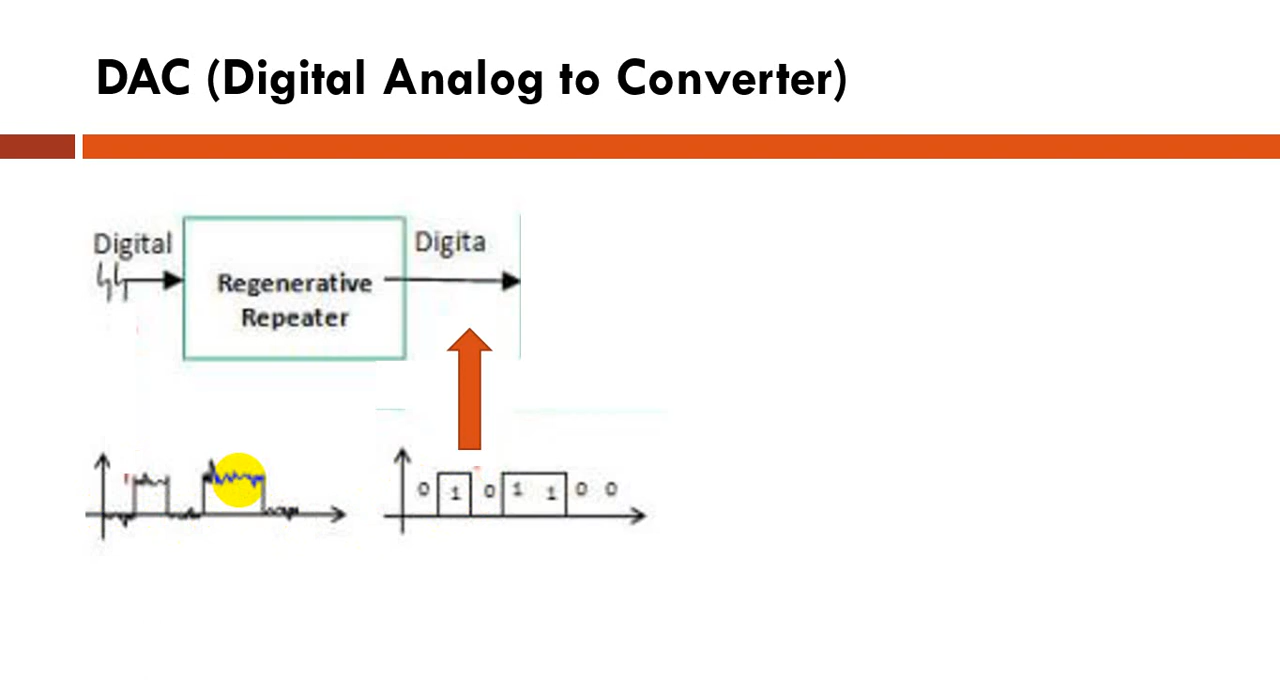 DAC (Digital Analog to Converter)
Digital
Digita
Regenerative
Repeater
0 1 0 1 1 0 0